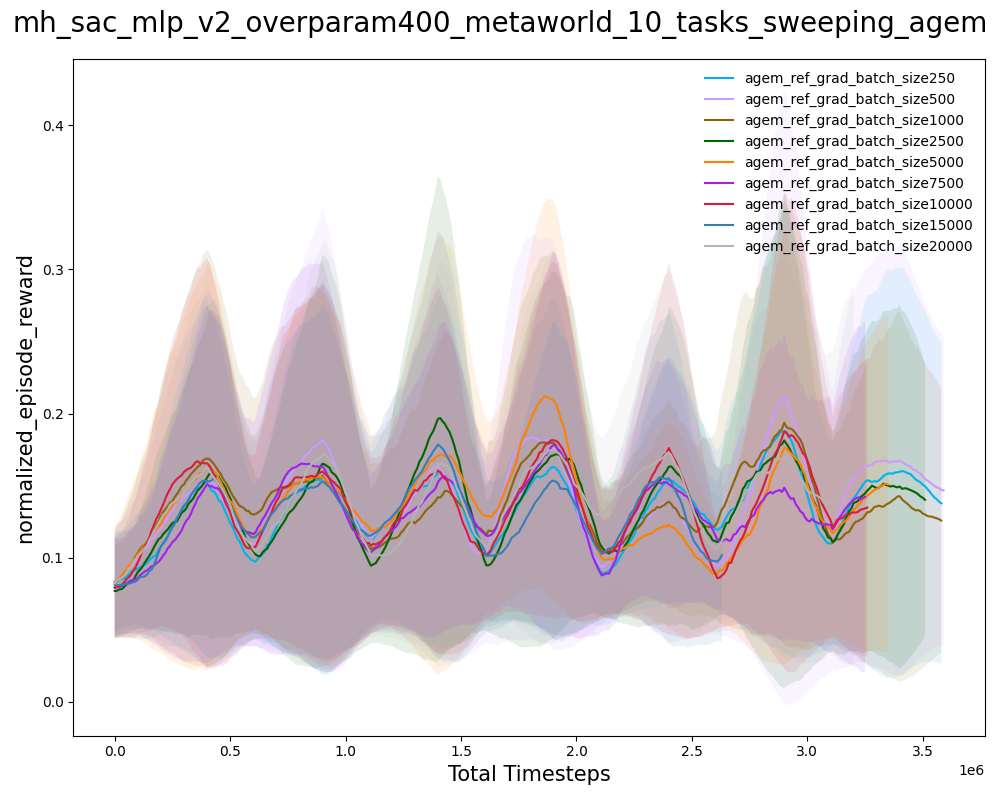 mh_sac_mlp_v2_overparam400_metaworld_10_tasks_sweeping_agem
agem_ref_grad_batch_size250
agem_ref_grad_batch_size500
agem_ref_grad_batch_size1000
agem_ref_grad_batch_size2500
agem_ref_grad_batch_size5000
agem_ref_grad_batch_size7500
agem_ref_grad_batch_size10000
agem_ref_grad_batch_size15000
agem_ref_grad_batch_size20000
normalized_episode_reward
0.4
0.3
0.2
0.1
0.0
0.0 0.5 1.0 1.5 2.0 2.5 3.0 3.5
1e6
Total Timesteps